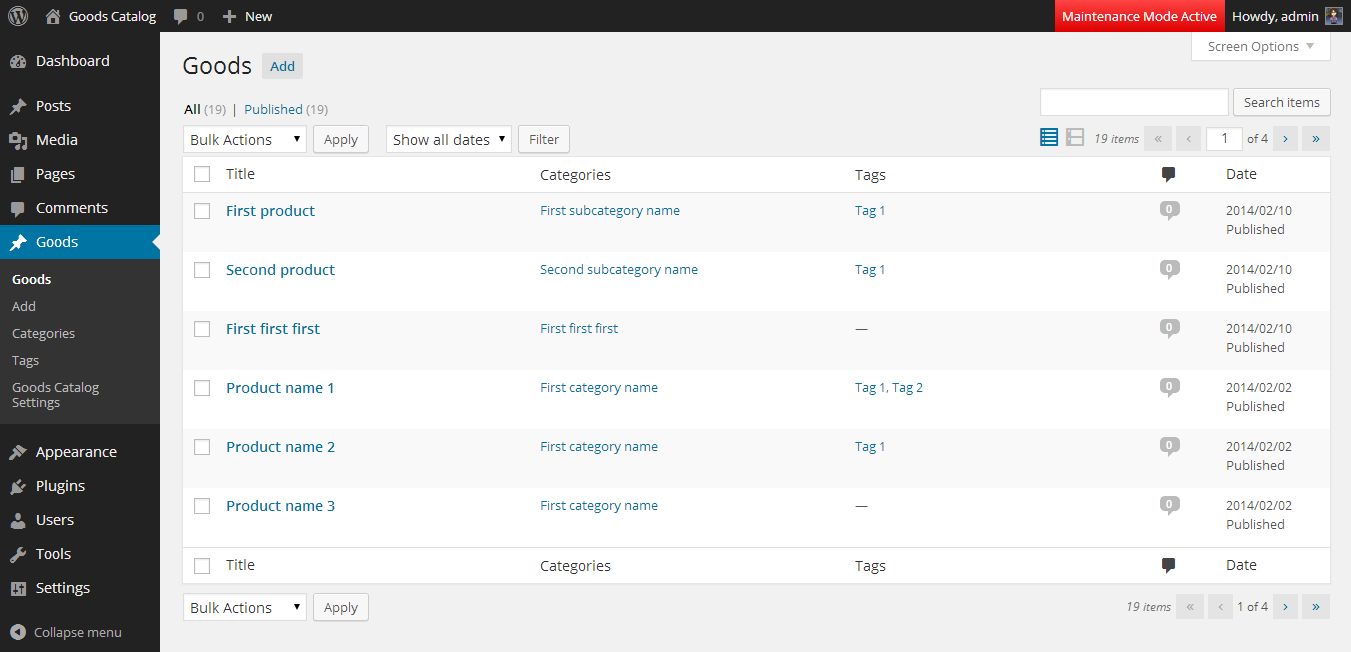 Goods Catalog 0 + New Maintenance Mode Active Howdy, admin
Dashboard
Posts
Media
Pages
Comments
Goods
Goods
Add
Categories
Tags
Goods Catalog
Settings
Appearance
Plugins
Users
Tools
Settings
Collapse menu
Screen Options ▼
Goods Add
All (19) | Published (19)
Search items
Bulk Actions ▼ Apply Show all dates ▼ Filter 19 items « ‹ 1 of 4 › »
Title Categories Tags Date
First product First subcategory name Tag 1 0 2014/02/10
Published
Second product Second subcategory name Tag 1 0 2014/02/10
Published
First first first First first first — 0 2014/02/10
Published
Product name 1 First category name Tag 1, Tag 2 0 2014/02/02
Published
Product name 2 First category name Tag 1 0 2014/02/02
Published
Product name 3 First category name — 0 2014/02/02
Published
Title Categories Tags Date
Bulk Actions ▼ Apply 19 items « ‹ 1 of 4 › »